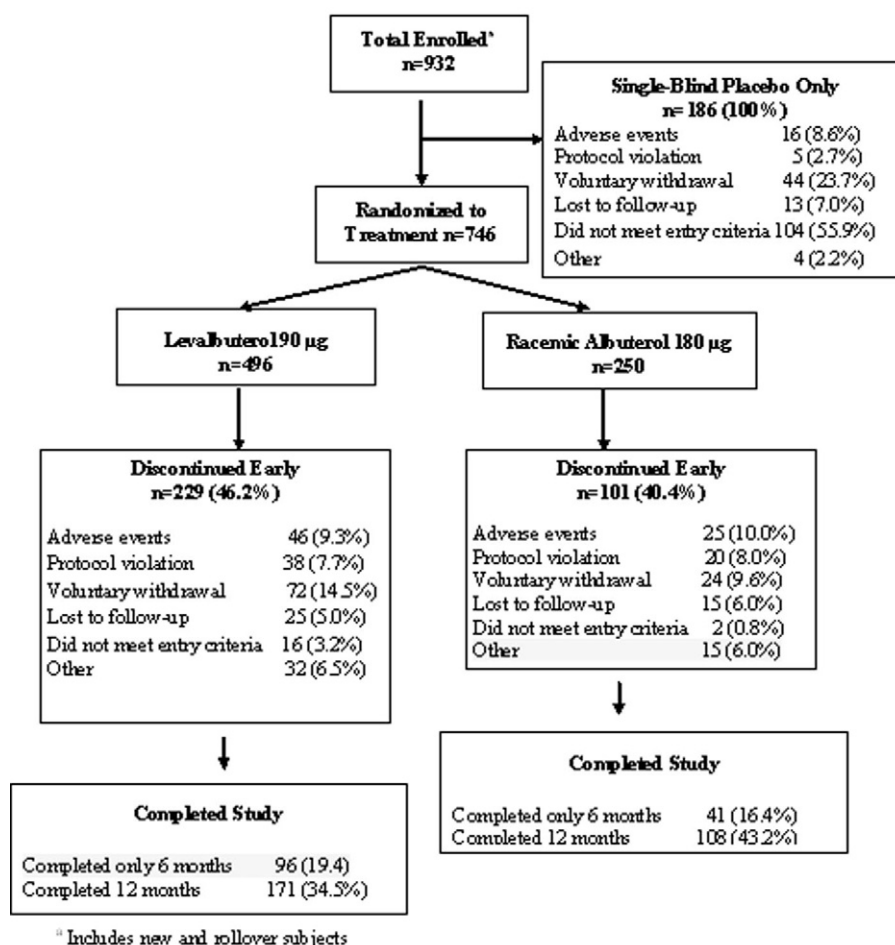 Total Enrolledª
n=932
Single-Blind Placebo Only
n=186 (100%)
Adverse events 16 (8.6%)
Protocol violation 5 (2.7%)
Voluntary withdrawal 44 (23.7%)
Lost to follow-up 13 (7.0%)
Did not meet entry criteria 104 (55.9%)
Other 4 (2.2%)
Randomized to
Treatment n=746
Levalbuterol 90 µg
n=496
Racemic Albuterol 180 µg
n=250
Discontinued Early
n=229 (46.2%)
Adverse events 46 (9.3%)
Protocol violation 38 (7.7%)
Voluntary withdrawal 72 (14.5%)
Lost to follow-up 25 (5.0%)
Did not meet entry criteria 16 (3.2%)
Other 32 (6.5%)
Discontinued Early
n=101 (40.4%)
Adverse events 25 (10.0%)
Protocol violation 20 (8.0%)
Voluntary withdrawal 24 (9.6%)
Lost to follow-up 15 (6.0%)
Did not meet entry criteria 2 (0.8%)
Other 15 (6.0%)
Completed Study
Completed only 6 months 96 (19.4)
Completed 12 months 171 (34.5%)
Completed Study
Completed only 6 months 41 (16.4%)
Completed 12 months 108 (43.2%)
ª Includes new and rollover subjects